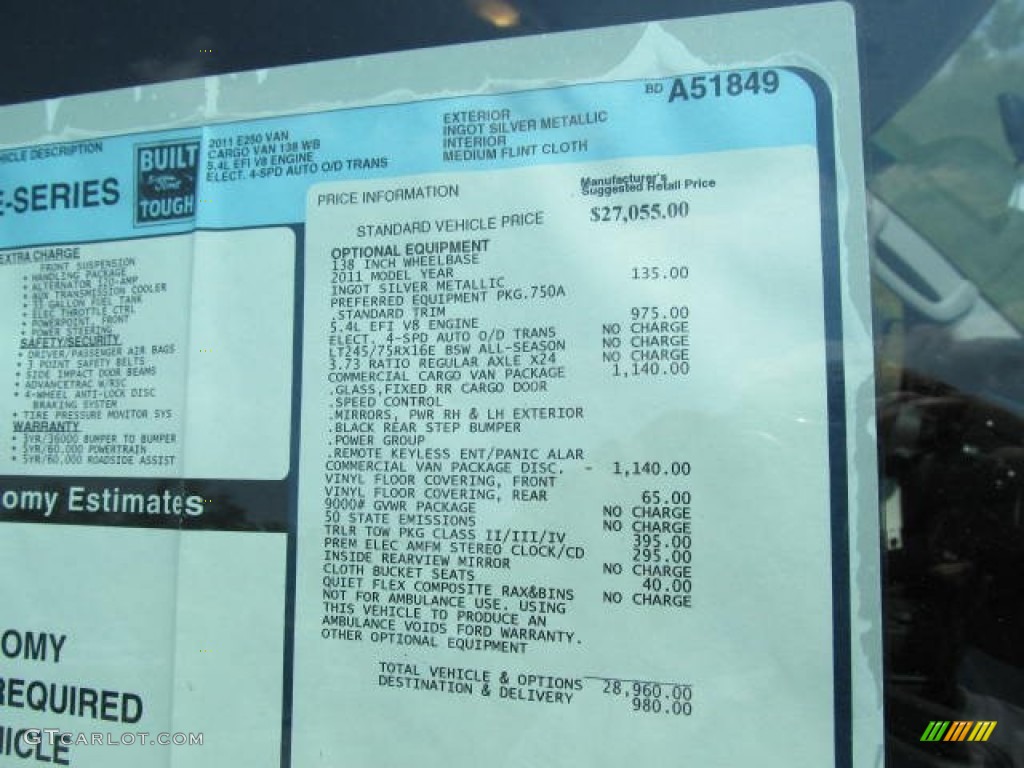 BD A51849
HICLE DESCRIPTION
E-SERIES
BUILT
Ford
TOUGH
2011 E250 VAN
CARGO VAN 138 WB
5.4L EFI V8 ENGINE
ELECT. 4-SPD AUTO O/D TRANS
EXTERIOR
INGOT SILVER METALLIC
INTERIOR
MEDIUM FLINT CLOTH
EXTRA CHARGE
FRONT SUSPENSION
• HANDLING PACKAGE
• ALTERNATOR
• AUX TRANSMISSION COOLER
• GALLON FUEL TANK
• ELEC THROTTLE CTRL
• POWERPOINT, FRONT
• POWER STEERING
SAFETY/SECURITY
• DRIVER/PASSENGER AIR BAGS
• 3 POINT SAFETY BELTS
• SIDE IMPACT DOOR BEAMS
• ADVANCETRAC W/RSC
• 4-WHEEL ANTI-LOCK DISC
BRAKING SYSTEM
• TIRE PRESSURE MONITOR SYS
WARRANTY
• 3YR/36000 BUMPER TO BUMPER
• 5YR/60,000 POWERTRAIN
• 5YR/60,000 ROADSIDE ASSIST
omy Estimates
OMY
REQUIRED
HICLE
PRICE INFORMATION
Manufacturer's
Suggested Retail Price
STANDARD VEHICLE PRICE $27,055.00
OPTIONAL EQUIPMENT
138 INCH WHEELBASE
2011 MODEL YEAR
INGOT SILVER METALLIC 135.00
PREFERRED EQUIPMENT PKG.750A
.STANDARD TRIM
5.4L EFI V8 ENGINE 975.00
ELECT. 4-SPD AUTO O/D TRANS NO CHARGE
LT245/75RX16E BSW ALL-SEASON NO CHARGE
3.73 RATIO REGULAR AXLE X24 NO CHARGE
COMMERCIAL CARGO VAN PACKAGE 1,140.00
.GLASS,FIXED RR CARGO DOOR
.SPEED CONTROL
.MIRRORS, PWR RH & LH EXTERIOR
.BLACK REAR STEP BUMPER
.POWER GROUP
.REMOTE KEYLESS ENT/PANIC ALAR
COMMERCIAL VAN PACKAGE DISC. - 1,140.00
VINYL FLOOR COVERING, FRONT
VINYL FLOOR COVERING, REAR 65.00
9000# GVWR PACKAGE NO CHARGE
50 STATE EMISSIONS NO CHARGE
TRLR TOW PKG CLASS II/III/IV 395.00
PREM ELEC AMFM STEREO CLOCK/CD 295.00
INSIDE REARVIEW MIRROR NO CHARGE
CLOTH BUCKET SEATS 40.00
QUIET FLEX COMPOSITE RAX&BINS NO CHARGE
NOT FOR AMBULANCE USE. USING
THIS VEHICLE TO PRODUCE AN
AMBULANCE VOIDS FORD WARRANTY.
OTHER OPTIONAL EQUIPMENT
TOTAL VEHICLE & OPTIONS 28,960.00
DESTINATION & DELIVERY 980.00
GTCARLOT.COM